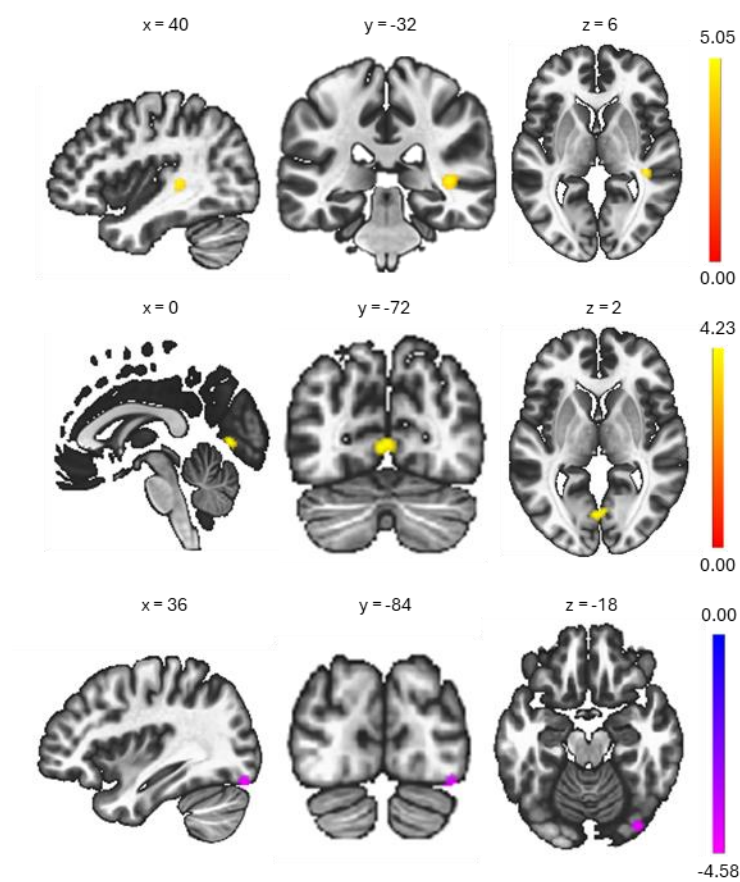 x = 40 y = -32 z = 6
5.05
0.00
x = 0 y = -72 z = 2
4.23
0.00
x = 36 y = -84 z = -18
0.00
-4.58